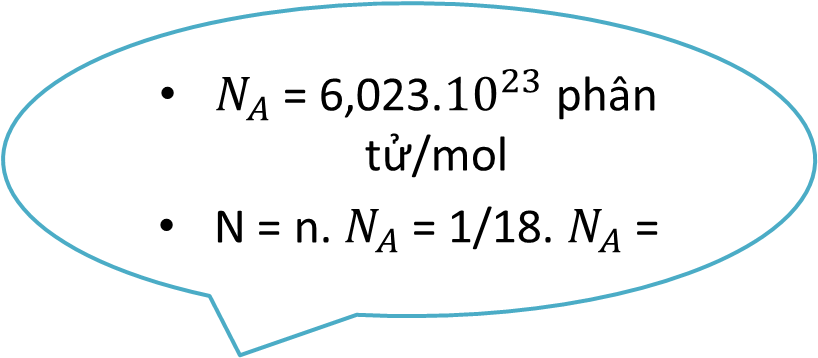 • N_A = 6,023.10^23 phân
tử/mol
• N = n. N_A = 1/18. N_A =